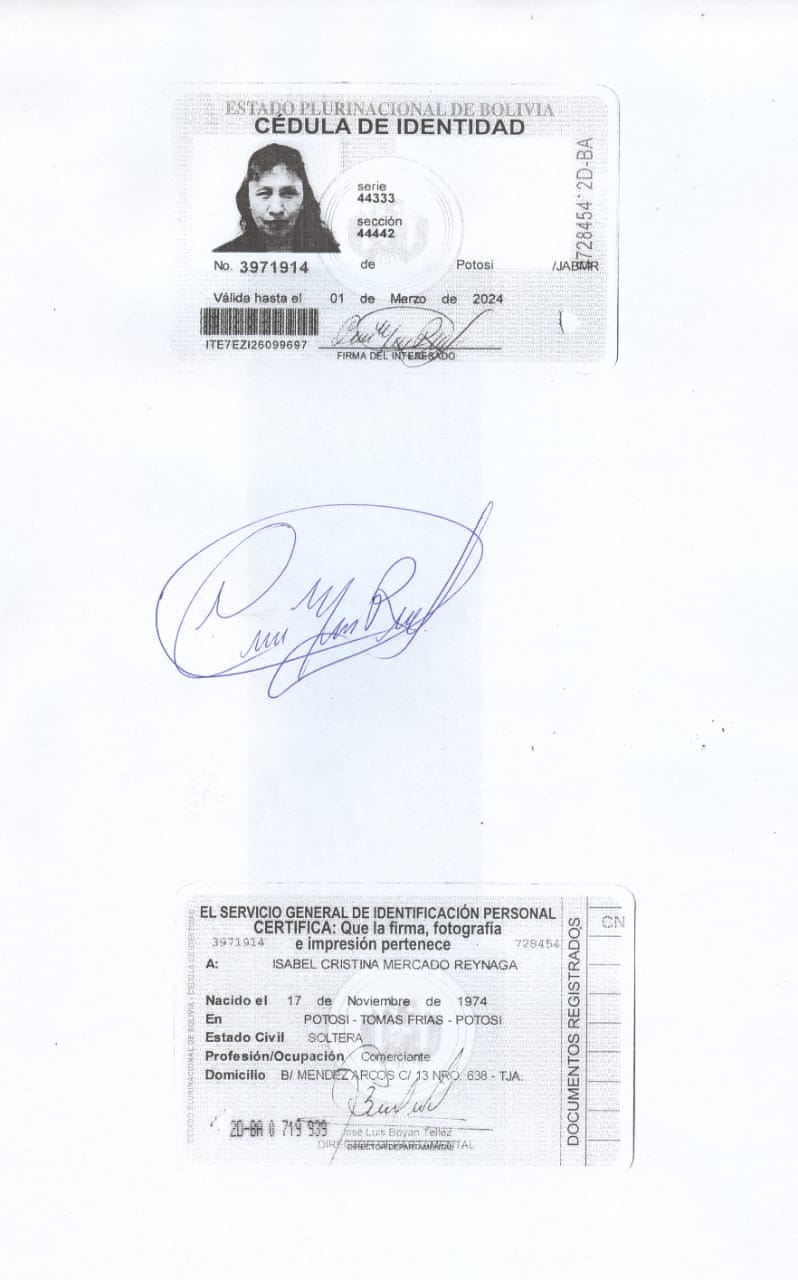 ESTADO PLURINACIONAL DE BOLIVIA
CÉDULA DE IDENTIDAD
serie
44333
sección
44442
No. 3971914 de Potosi /JABMR
728454 2D-BA
Válida hasta el 01 de Marzo de 2024
ITE7EZI26099697
FIRMA DEL INTERESADO
EL SERVICIO GENERAL DE IDENTIFICACIÓN PERSONAL
CERTIFICA: Que la firma, fotografía
3971914 e impresión pertenece 728454
A: ISABEL CRISTINA MERCADO REYNAGA
Nacido el 17 de Noviembre de 1974
En POTOSI - TOMAS FRIAS - POTOSI
Estado Civil SOLTERA
Profesión/Ocupación Comerciante
Domicilio B/ MENDEZ ARCOS C/ 13 NRO. 638 - TJA.
2D-BA 0 719 939
José Luis Boyan Tellez
DIRECTOR DEPARTAMENTAL
DOCUMENTOS REGISTRADOS
CN
ESTADO PLURINACIONAL DE BOLIVIA - CEDULA DE IDENTIDAD